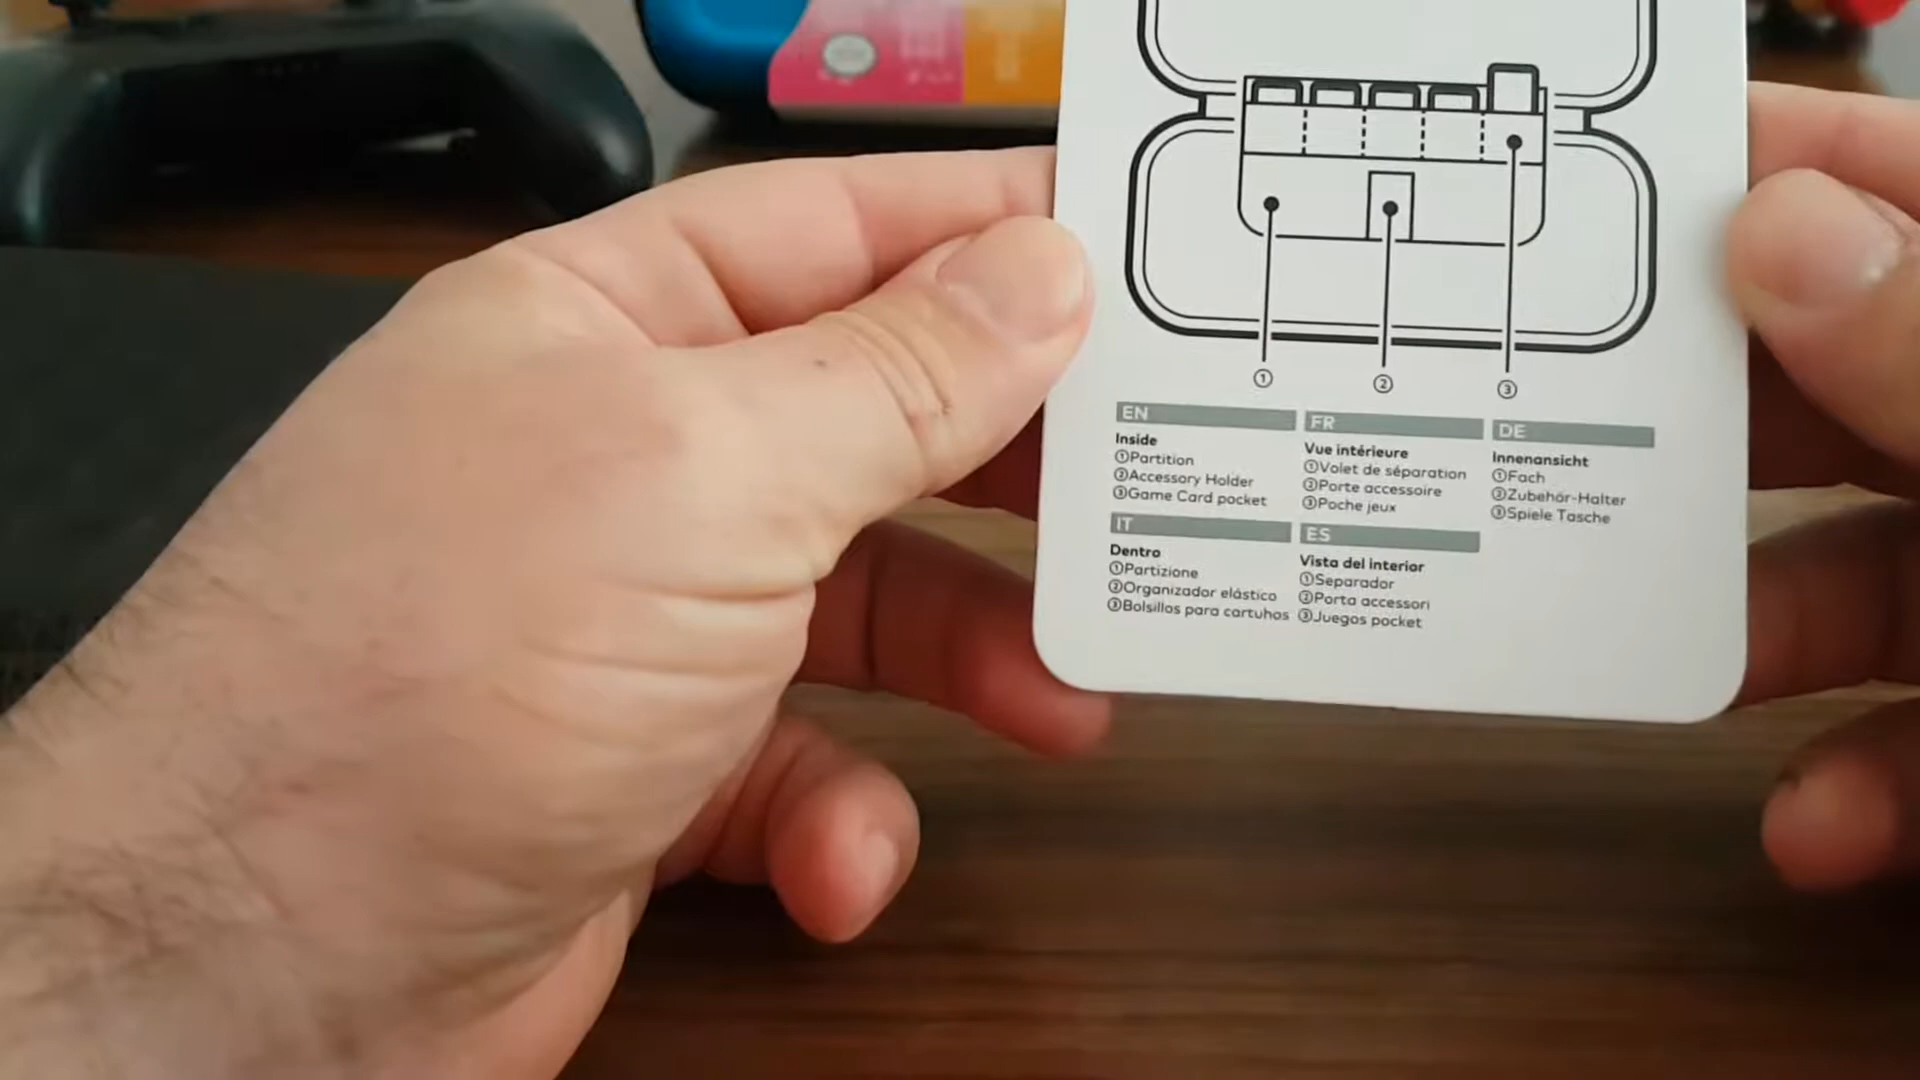 ① ② ③
EN
Inside
①Partition
②Accessory Holder
③Game Card pocket
FR
Vue intérieure
①Volet de séparation
②Porte accessoire
③Poche jeux
DE
Innenansicht
①Fach
②Zubehör-Halter
③Spiele Tasche
IT
Dentro
①Partizione
②Organizador elástico
③Bolsillos para cartuhos
ES
Vista del interior
①Separador
②Porta accessori
③Juegos pocket